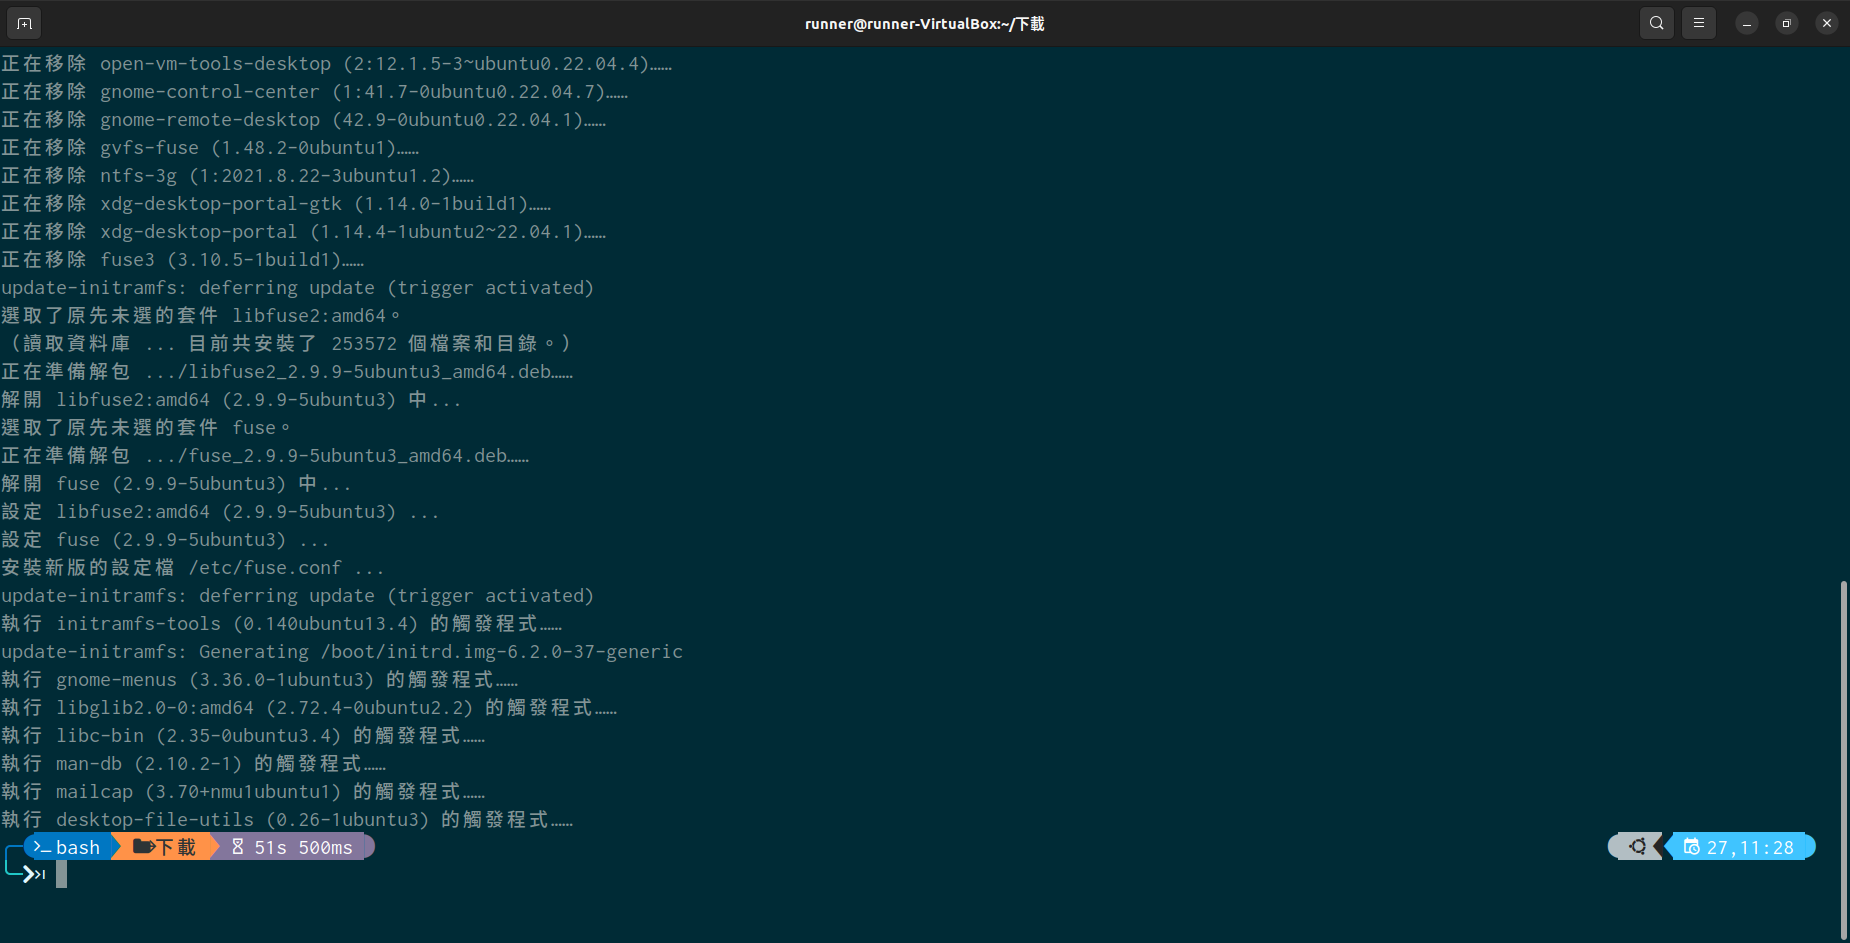 runner@runner-VirtualBox:~/下載
正在移除 open-vm-tools-desktop (2:12.1.5-3~ubuntu0.22.04.4)……
正在移除 gnome-control-center (1:41.7-0ubuntu0.22.04.7)……
正在移除 gnome-remote-desktop (42.9-0ubuntu0.22.04.1)……
正在移除 gvfs-fuse (1.48.2-0ubuntu1)……
正在移除 ntfs-3g (1:2021.8.22-3ubuntu1.2)……
正在移除 xdg-desktop-portal-gtk (1.14.0-1build1)……
正在移除 xdg-desktop-portal (1.14.4-1ubuntu2~22.04.1)……
正在移除 fuse3 (3.10.5-1build1)……
update-initramfs: deferring update (trigger activated)
選取了原先未選的套件 libfuse2:amd64。
（讀取資料庫 ... 目前共安裝了 253572 個檔案和目錄。）
正在準備解包 .../libfuse2_2.9.9-5ubuntu3_amd64.deb……
解開 libfuse2:amd64 (2.9.9-5ubuntu3) 中...
選取了原先未選的套件 fuse。
正在準備解包 .../fuse_2.9.9-5ubuntu3_amd64.deb……
解開 fuse (2.9.9-5ubuntu3) 中...
設定 libfuse2:amd64 (2.9.9-5ubuntu3) ...
設定 fuse (2.9.9-5ubuntu3) ...
安裝新版的設定檔 /etc/fuse.conf ...
update-initramfs: deferring update (trigger activated)
執行 initramfs-tools (0.140ubuntu13.4) 的觸發程式……
update-initramfs: Generating /boot/initrd.img-6.2.0-37-generic
執行 gnome-menus (3.36.0-1ubuntu3) 的觸發程式……
執行 libglib2.0-0:amd64 (2.72.4-0ubuntu2.2) 的觸發程式……
執行 libc-bin (2.35-0ubuntu3.4) 的觸發程式……
執行 man-db (2.10.2-1) 的觸發程式……
執行 mailcap (3.70+nmu1ubuntu1) 的觸發程式……
執行 desktop-file-utils (0.26-1ubuntu3) 的觸發程式……
bash 下載 51s 500ms 27,11:28